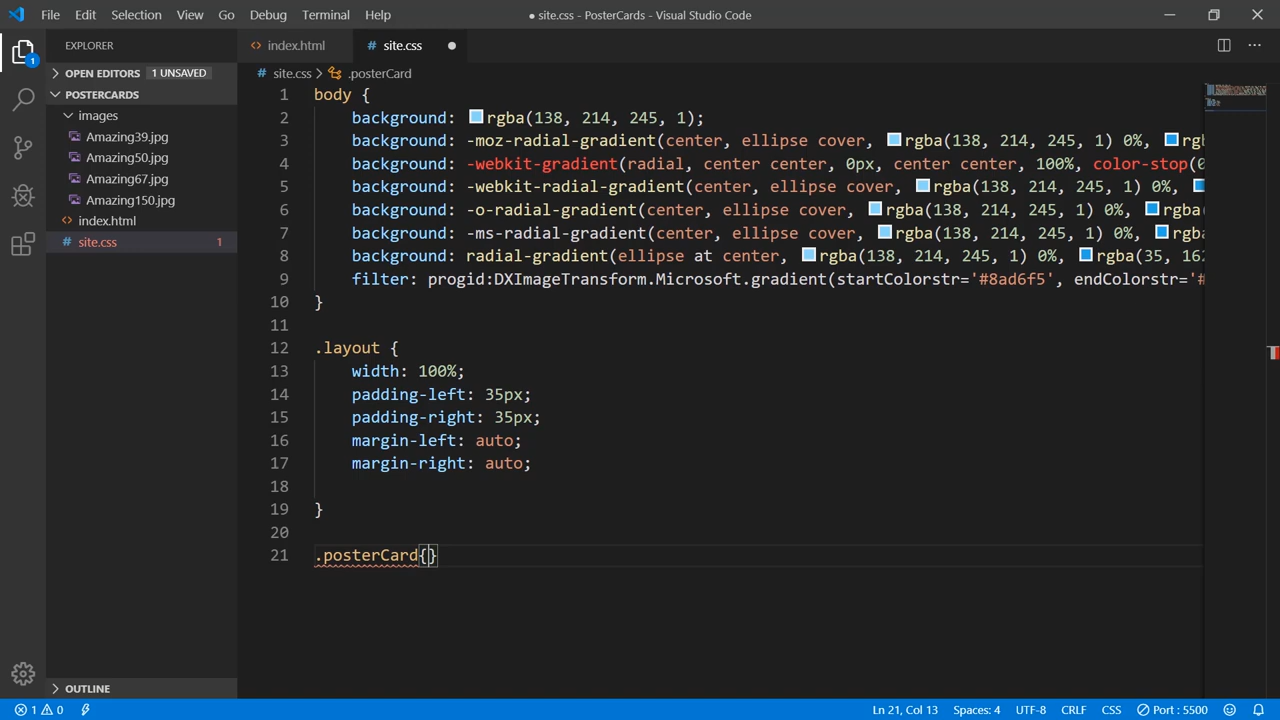 File Edit Selection View Go Debug Terminal Help ● site.css - PosterCards - Visual Studio Code
EXPLORER
index.html
site.css
OPEN EDITORS 1 UNSAVED
# site.css > .posterCard
POSTERCARDS
images
Amazing39.jpg
Amazing50.jpg
Amazing67.jpg
Amazing150.jpg
index.html
# site.css 1
1 body {
2 background: rgba(138, 214, 245, 1);
3 background: -moz-radial-gradient(center, ellipse cover, rgba(138, 214, 245, 1) 0%, rg
4 background: -webkit-gradient(radial, center center, 0px, center center, 100%, color-stop(0
5 background: -webkit-radial-gradient(center, ellipse cover, rgba(138, 214, 245, 1) 0%,
6 background: -o-radial-gradient(center, ellipse cover, rgba(138, 214, 245, 1) 0%, rgba(
7 background: -ms-radial-gradient(center, ellipse cover, rgba(138, 214, 245, 1) 0%, rgb
8 background: radial-gradient(ellipse at center, rgba(138, 214, 245, 1) 0%, rgba(35, 162
9 filter: progid:DXImageTransform.Microsoft.gradient(startColorstr='#8ad6f5', endColorstr='#
10 }
11
12 .layout {
13 width: 100%;
14 padding-left: 35px;
15 padding-right: 35px;
16 margin-left: auto;
17 margin-right: auto;
18
19 }
20
21 .posterCard{}
OUTLINE
1 0
Ln 21, Col 13 Spaces: 4 UTF-8 CRLF CSS Port : 5500